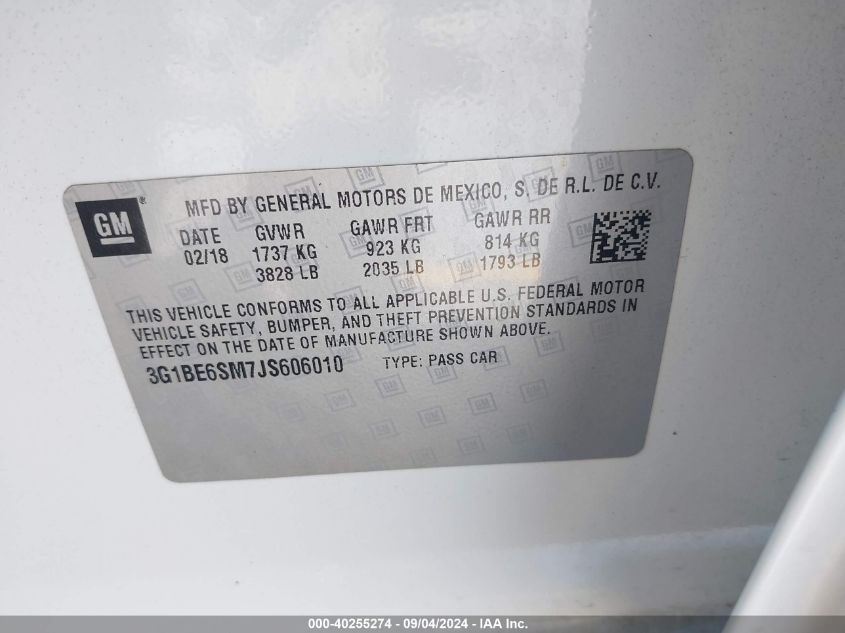 GM ®
MFD BY GENERAL MOTORS DE MEXICO, S. DE R.L. DE C.V.
DATE GVWR GAWR FRT GAWR RR
02/18 1737 KG 923 KG 814 KG
3828 LB 2035 LB 1793 LB
THIS VEHICLE CONFORMS TO ALL APPLICABLE U.S. FEDERAL MOTOR
VEHICLE SAFETY, BUMPER, AND THEFT PREVENTION STANDARDS IN
EFFECT ON THE DATE OF MANUFACTURE SHOWN ABOVE.
3G1BE6SM7JS606010 TYPE: PASS CAR
000-40255274 - 09/04/2024 - IAA Inc.